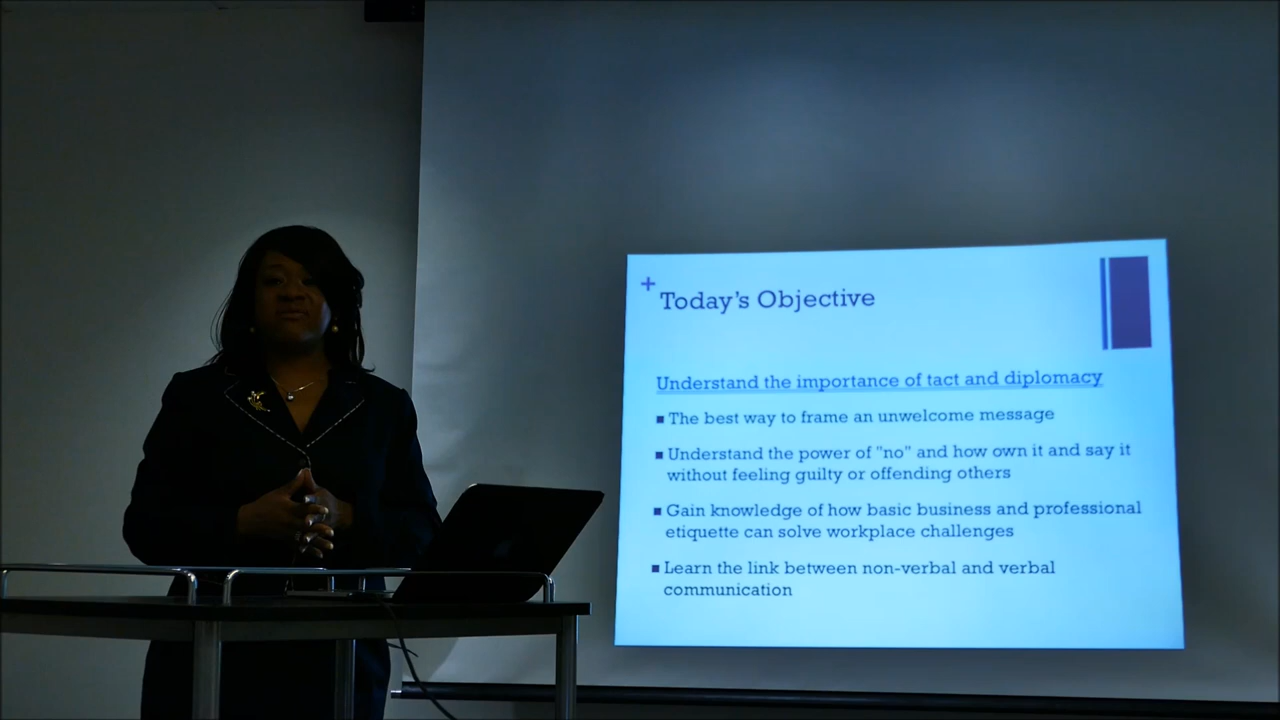 +
Today's Objective
Understand the importance of tact and diplomacy
■ The best way to frame an unwelcome message
■ Understand the power of "no" and how own it and say it
without feeling guilty or offending others
■ Gain knowledge of how basic business and professional
etiquette can solve workplace challenges
■ Learn the link between non-verbal and verbal
communication